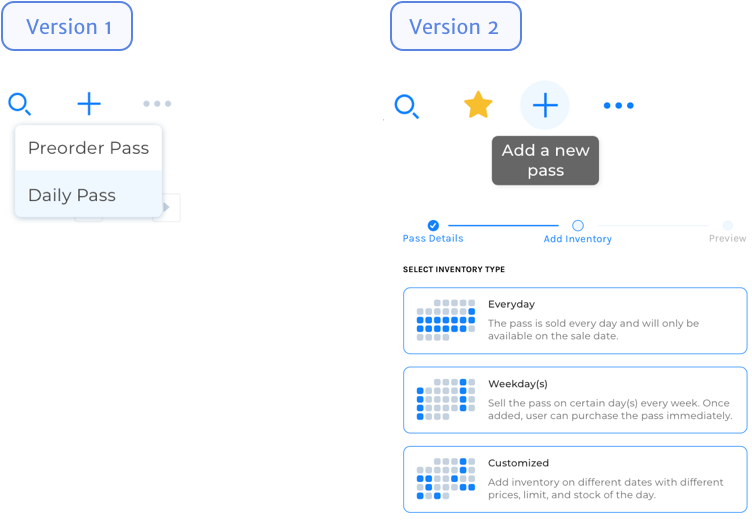 Version 1
Preorder Pass
Daily Pass
Version 2
Add a new
pass
Pass Details
Add Inventory
Preview
SELECT INVENTORY TYPE
Everyday
The pass is sold every day and will only be
available on the sale date.
Weekday(s)
Sell the pass on certain day(s) every week. Once
added, user can purchase the pass immediately.
Customized
Add inventory on different dates with different
prices, limit, and stock of the day.